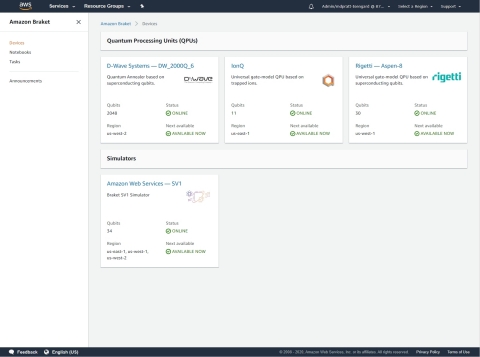 aws
Services
Resource Groups
Admin/mdpratt-Isengard @ 61...
Select a Region
Support
Amazon Braket
Devices
Notebooks
Tasks
Announcements
Amazon Braket > Devices
Quantum Processing Units (QPUs)
D-Wave Systems — DW_2000Q_6
Quantum Annealer based on
superconducting qubits.
D:wave
Qubits
2048
Status
ONLINE
Region
us-west-2
Next available
AVAILABLE NOW
IonQ
Universal gate-model QPU based on
trapped ions.
Qubits
11
Status
ONLINE
Region
us-east-1
Next available
AVAILABLE NOW
Rigetti — Aspen-8
Universal gate-model QPU based on
superconducting qubits.
rigetti
Qubits
30
Status
ONLINE
Region
us-west-1
Next available
AVAILABLE NOW
Simulators
Amazon Web Services — SV1
Braket SV1 Simulator
Qubits
34
Status
ONLINE
Region
us-east-1, us-west-1,
us-west-2
Next available
AVAILABLE NOW
Feedback
English (US)
© 2008 - 2020, Amazon Web Services, Inc. or its affiliates. All rights reserved.
Privacy Policy
Terms of Use